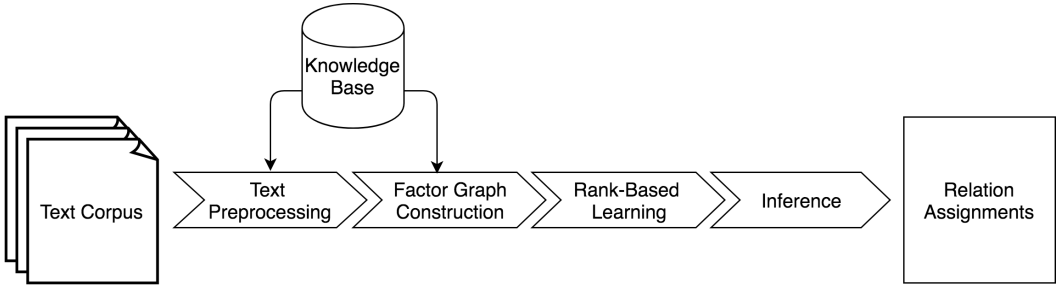 Knowledge
Base
Text Corpus
Text
Preprocessing
Factor Graph
Construction
Rank-Based
Learning
Inference
Relation
Assignments